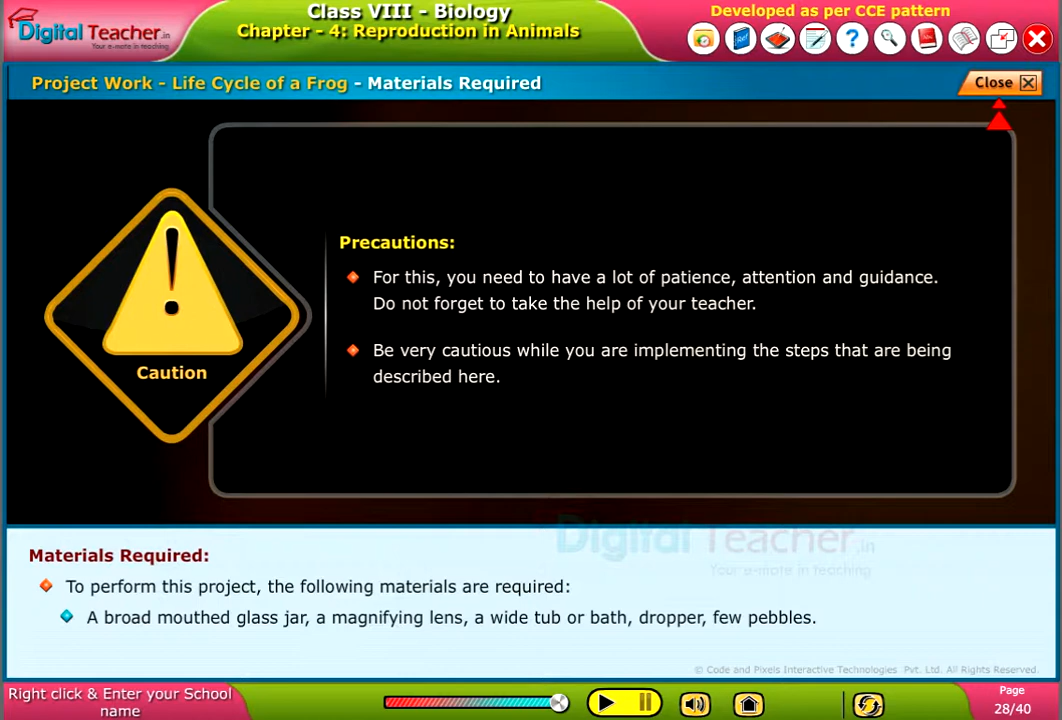 Digital Teacher.in
Your e-mate in teaching
Class VIII - Biology
Chapter - 4: Reproduction in Animals
Developed as per CCE pattern
Ref
?
Project Work - Life Cycle of a Frog - Materials Required
Close
Caution
Precautions:
For this, you need to have a lot of patience, attention and guidance.
Do not forget to take the help of your teacher.
Be very cautious while you are implementing the steps that are being
described here.
Digital Teacher.in
Your e-mate in teaching
Materials Required:
To perform this project, the following materials are required:
A broad mouthed glass jar, a magnifying lens, a wide tub or bath, dropper, few pebbles.
© Code and Pixels Interactive Technologies Pvt. Ltd. All Rights Reserved.
Right click & Enter your School
name
Page
28/40